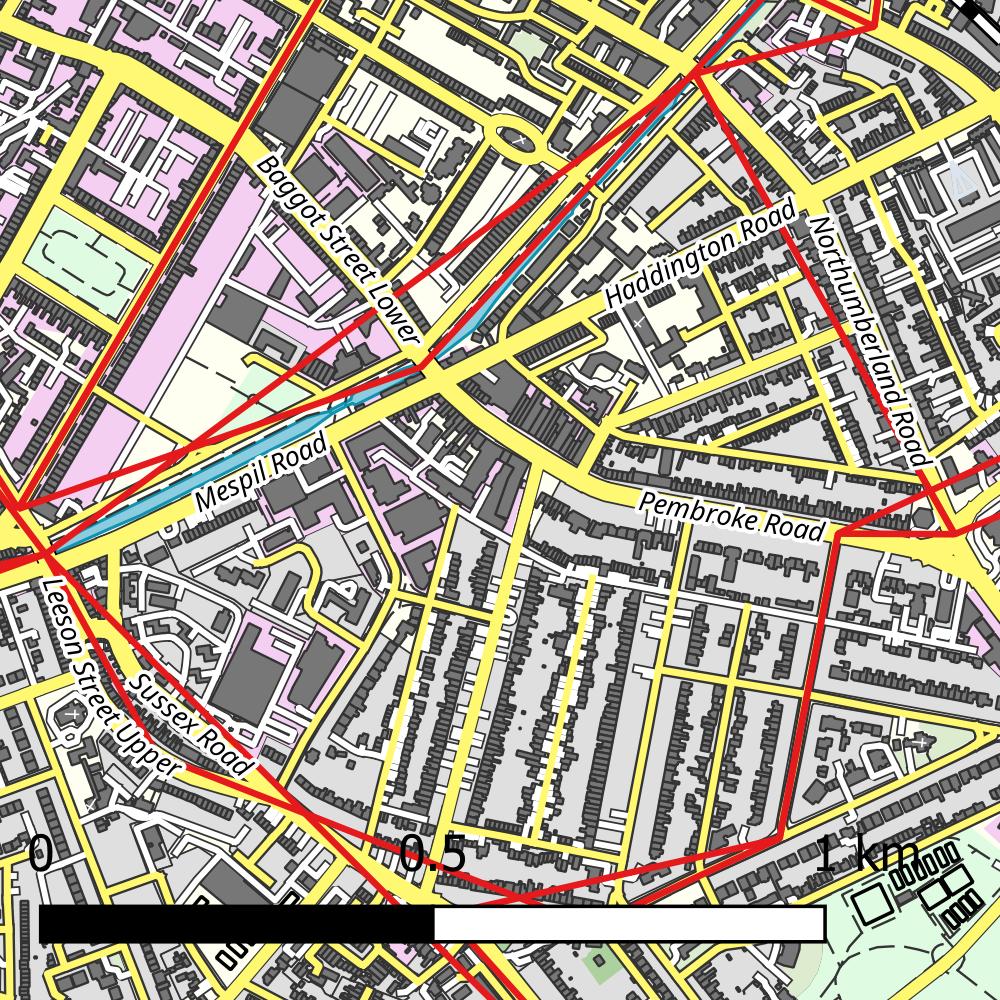 Baggot Street Lower
Haddington Road
Northumberland Road
Mespil Road
Pembroke Road
Leeson Street Upper
Sussex Road
0 0.5 1 km